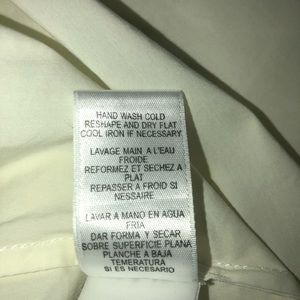 HAND WASH COLD
RESHAPE AND DRY FLAT
COOL IRON IF NECESSARY
LAVAGE MAIN A L'EAU
FROIDE
REFORMEZ ET SECHEZ A
PLAT
REPASSER A FROID SI
NESSAIRE
LAVAR A MANO EN AGUA
FRIA
DAR FORMA Y SECAR
SOBRE SUPERFICIE PLANA
PLANCHE A BAJA
TEMERATURA
SI ES NECESARIO